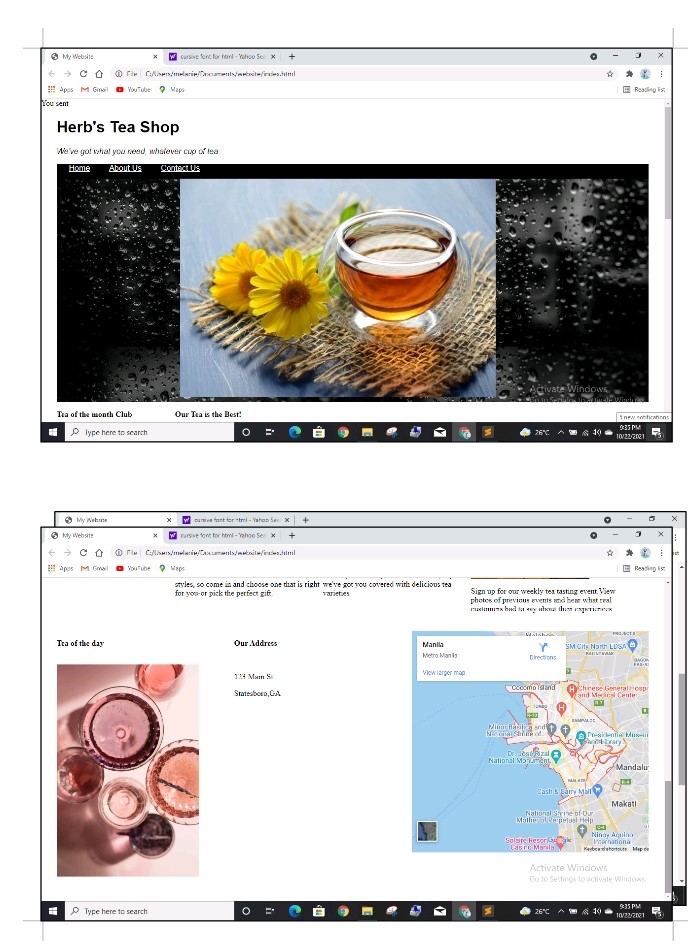 My Website
cursive font for html - Yahoo Sea
File C:/Users/melanie/Documents/website/index.html
Apps Gmail YouTube Maps
Reading list
You sent
Herb's Tea Shop
We've got what you need, whatever cup of tea
Home About Us Contact Us
Activate Windows
Go to Settings to activate Windows.
Tea of the month Club Our Tea is the Best!
5 new notifications
Type here to search
26°C
9:35 PM
10/22/2021
My Website
cursive font for html - Yahoo Sea
My Website
cursive font for html - Yahoo Sea
File C:/Users/melanie/Documents/website/index.html
Apps Gmail YouTube Maps
Reading list
styles, so come in and choose one that is right
for you-or pick the perfect gift.
we've got you covered with delicious tea
varieties
Sign up for our weekly tea tasting event.View
photos of previous events and hear what real
customers had to say about their experiences
Tea of the day
Our Address
123 Main St.
Statesboro,GA.
Manila
Metro Manila
Directions
View larger map
SM City North EDSA
Cocomo Island
Chinese General Hospi
and Medical Center
TONDO
SAMPALOC
Minor Basilica and
National Shrine of...
Presidential Museu
and Library
Dr. Jose Rizal
National Monument
Mandaluy
MALATE
Cash & Carry Mall
Makati
National Shrine of Our
Mother of Perpetual Help
Solaire Resort
Casino Manila
Google
Ninoy Aquino
International
Keyboard shortcuts Map da
Activate Windows
Go to Settings to activate Windows.
Type here to search
26°C
9:35 PM
10/22/2021